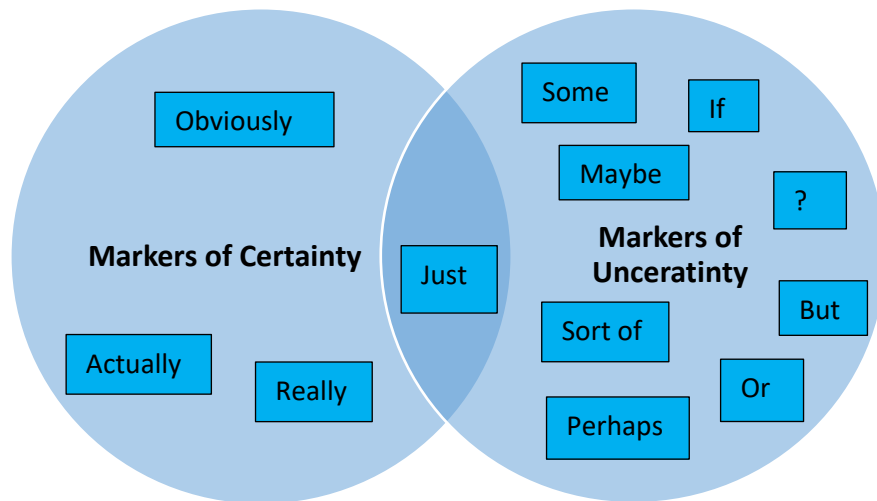 Obviously
Markers of Certainty
Actually
Really
Just
Some
If
Maybe
?
Markers of
Unceratinty
But
Sort of
Or
Perhaps